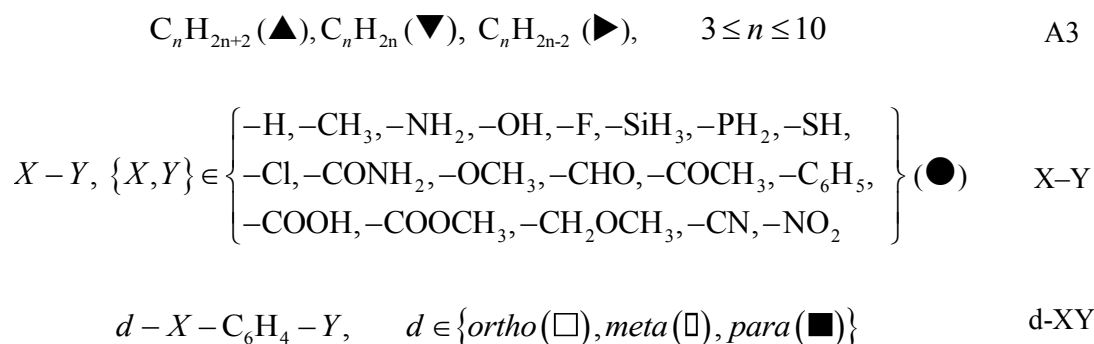 CₙH₂ₙ₊₂ (▲), CₙH₂ₙ (▼), CₙH₂ₙ₋₂ (▶), 3 ≤ n ≤ 10 A3
–H, –CH₃, –NH₂, –OH, –F, –SiH₃, –PH₂, –SH,
X – Y, {X,Y} ∈ { –Cl, –CONH₂, –OCH₃, –CHO, –COCH₃, –C₆H₅, } (●) X–Y
–COOH, –COOCH₃, –CH₂OCH₃, –CN, –NO₂
d – X – C₆H₄ – Y, d ∈ {ortho(□), meta(▯), para(■)} d-XY